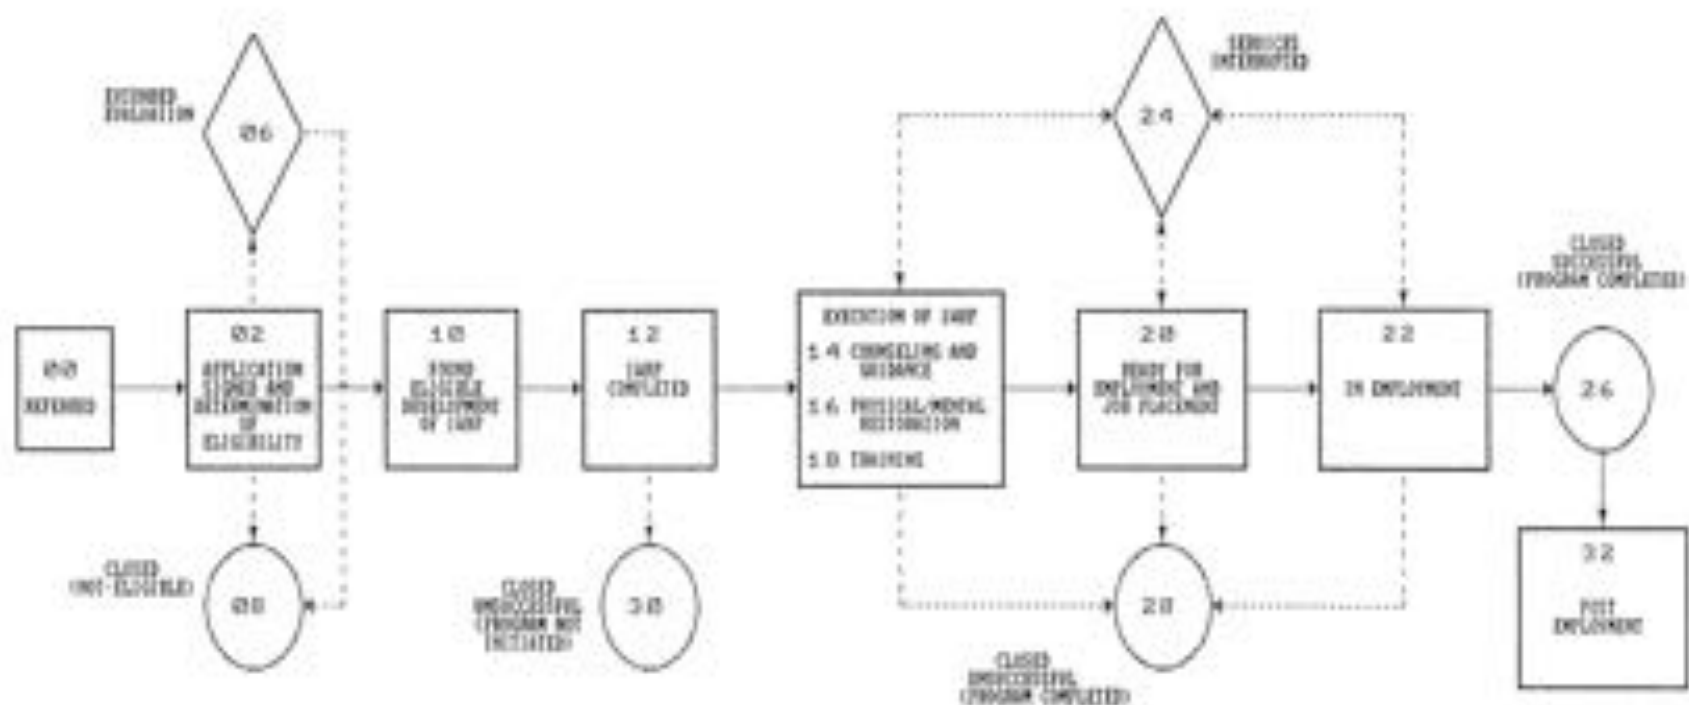 EXTENDED
EVALUATION
06
SERVICES
INTERRUPTED
24
CLOSED
SUCCESSFUL
(PROGRAM COMPLETED)
00
REFERRED
02
APPLICATION
SIGNED AND
DETERMINATION
OF
ELIGIBILITY
10
FOUND
ELIGIBLE
DEVELOPMENT
OF IWRP
12
IWRP
COMPLETED
EXECUTION OF IWRP
14 COUNSELING AND
GUIDANCE
16 PHYSICAL/MENTAL
RESTORATION
18 TRAINING
20
READY FOR
EMPLOYMENT AND
JOB PLACEMENT
22
IN EMPLOYMENT
26
CLOSED
(NOT-ELIGIBLE)
08
CLOSED
UNSUCCESSFUL
(PROGRAM NOT
INITIATED)
30
28
CLOSED
UNSUCCESSFUL
(PROGRAM COMPLETED)
32
POST
EMPLOYMENT